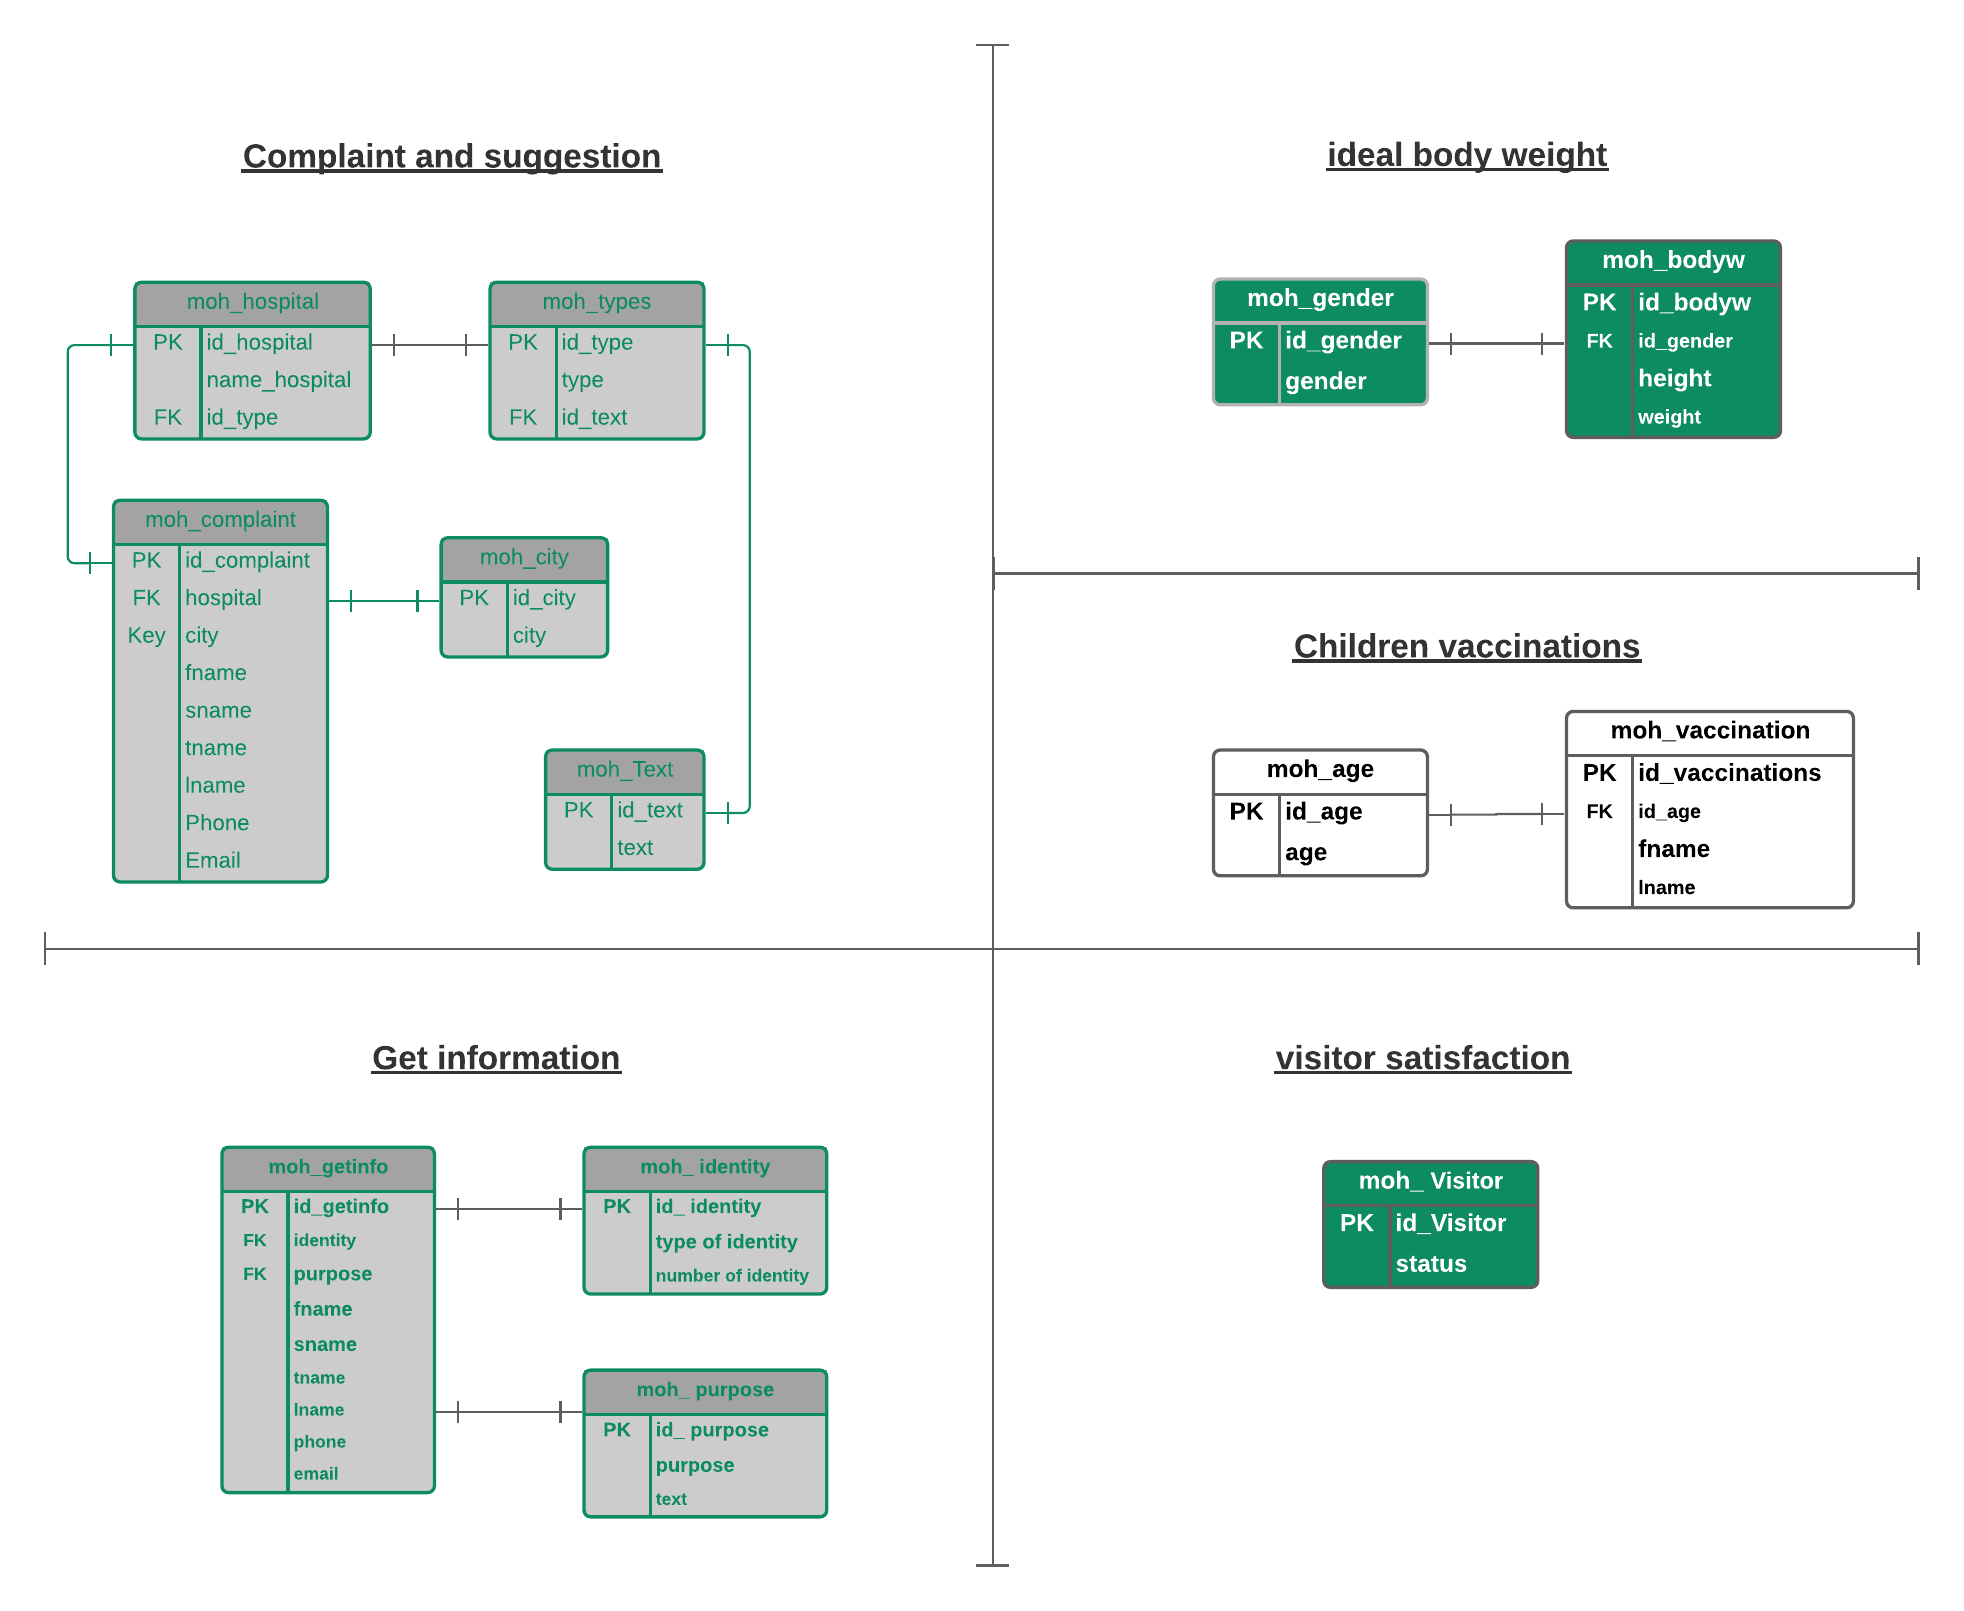 Complaint and suggestion
moh_hospital
PK id_hospital
name_hospital
FK id_type
moh_types
PK id_type
type
FK id_text
moh_complaint
PK id_complaint
FK hospital
Key city
fname
sname
tname
lname
Phone
Email
moh_city
PK id_city
city
moh_Text
PK id_text
text
ideal body weight
moh_gender
PK id_gender
gender
moh_bodyw
PK id_bodyw
FK id_gender
height
weight
Children vaccinations
moh_age
PK id_age
age
moh_vaccination
PK id_vaccinations
FK id_age
fname
lname
Get information
moh_getinfo
PK id_getinfo
FK identity
FK purpose
fname
sname
tname
lname
phone
email
moh_ identity
PK id_ identity
type of identity
number of identity
moh_ purpose
PK id_ purpose
purpose
text
visitor satisfaction
moh_ Visitor
PK id_Visitor
status